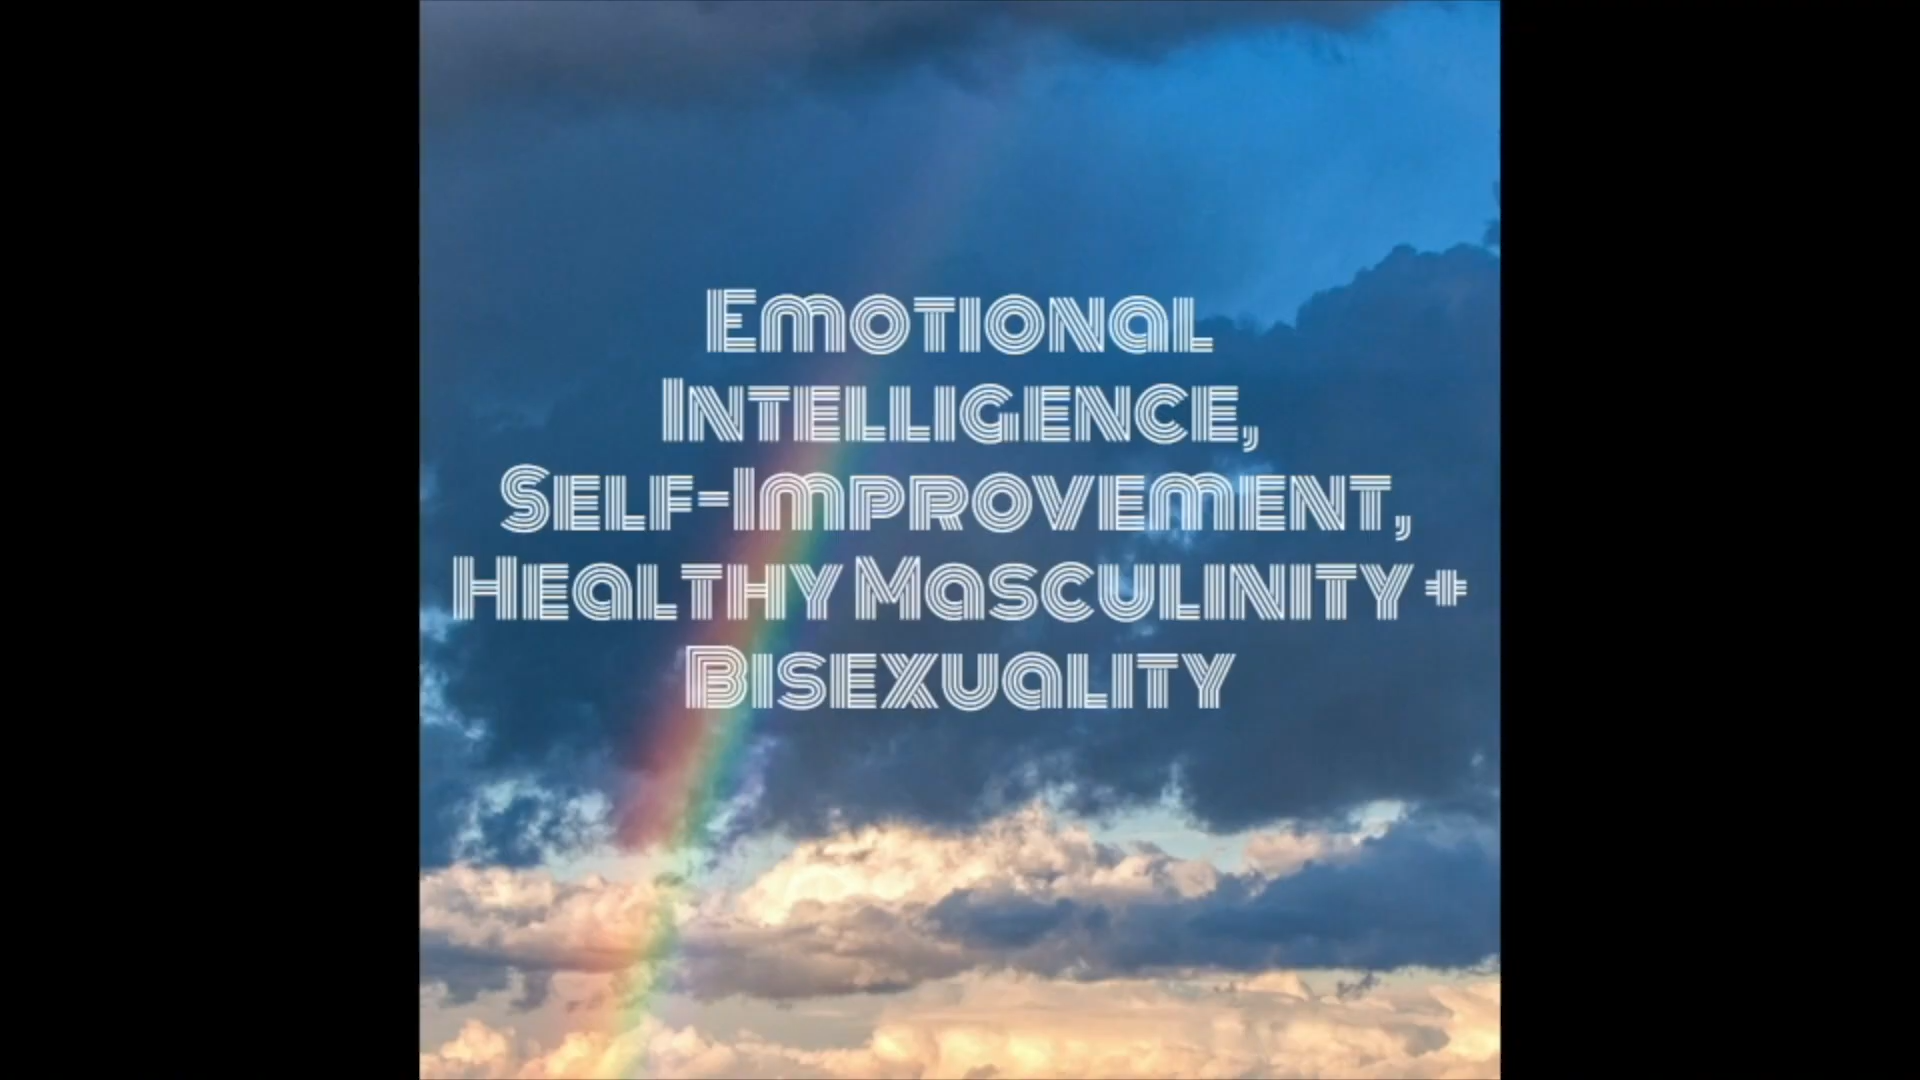 Emotional
Intelligence,
Self-Improvement,
Healthy Masculinity +
Bisexuality